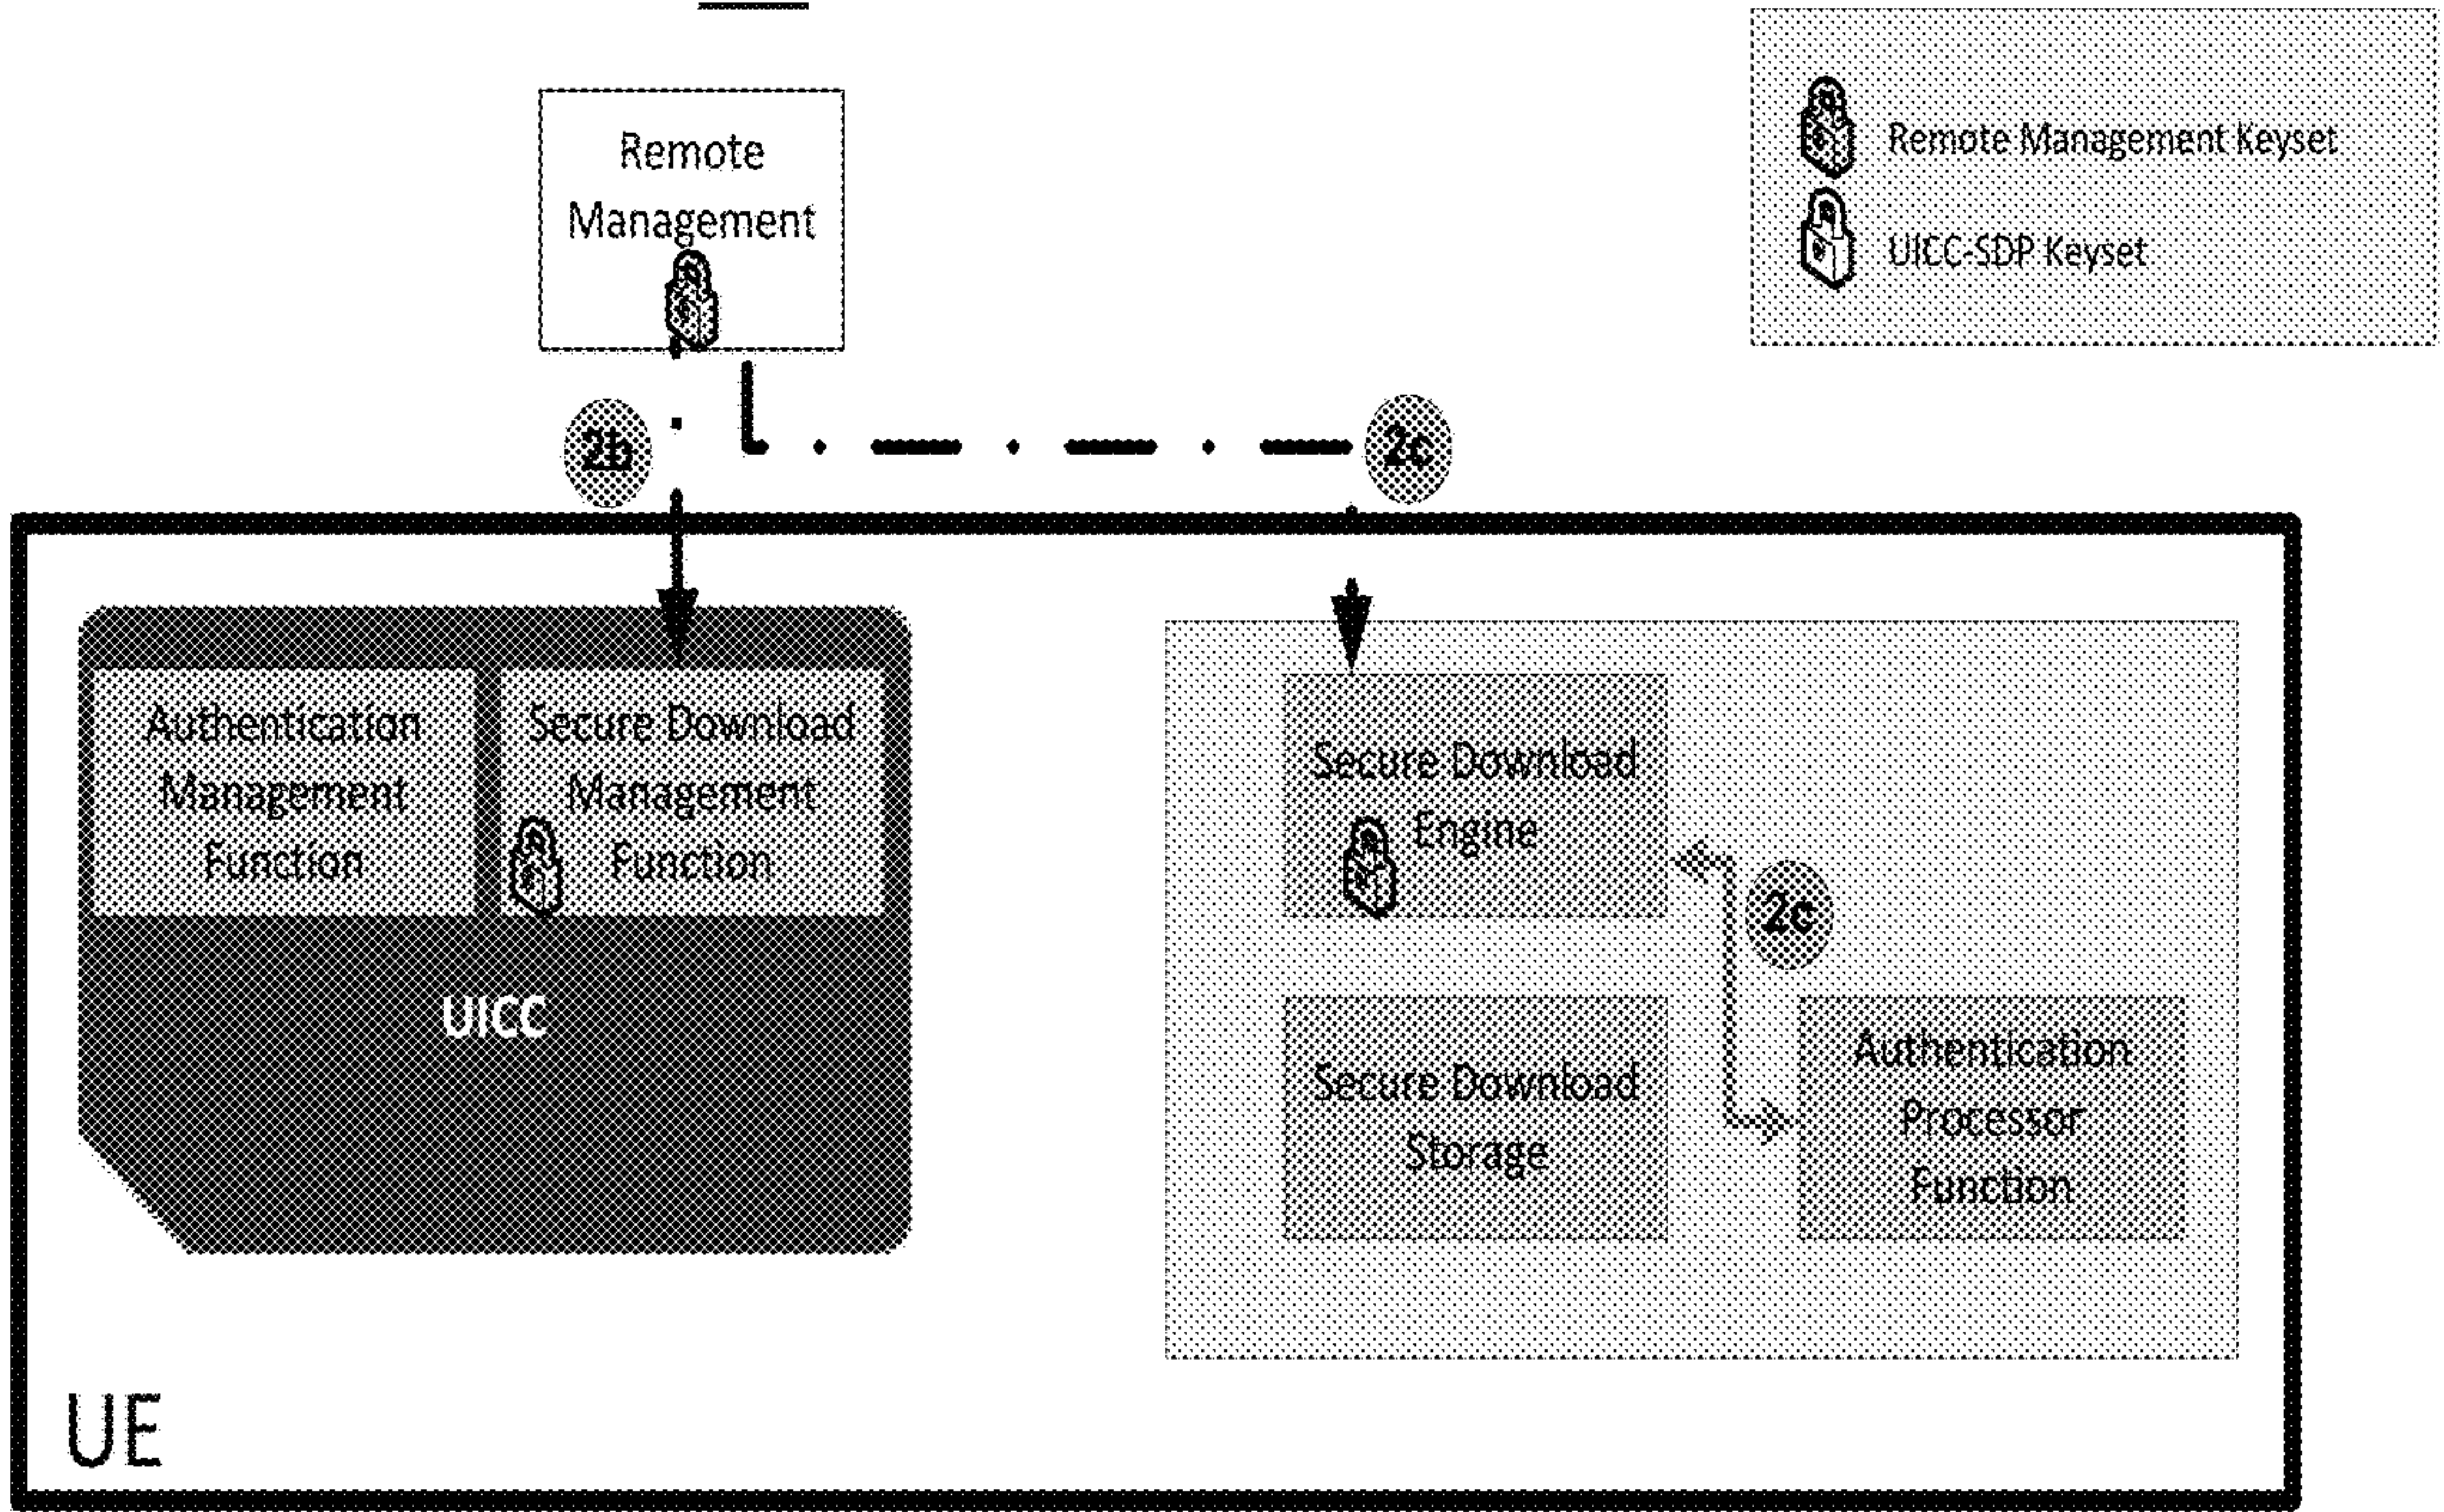 Remote
Management
Remote Management Keyset
UICC-SDP Keyset
2b
2c
Authentication
Management
Function
Secure Download
Management
Function
UICC
Secure Download
Engine
2c
Secure Download
Storage
Authentication
Processor
Function
UE